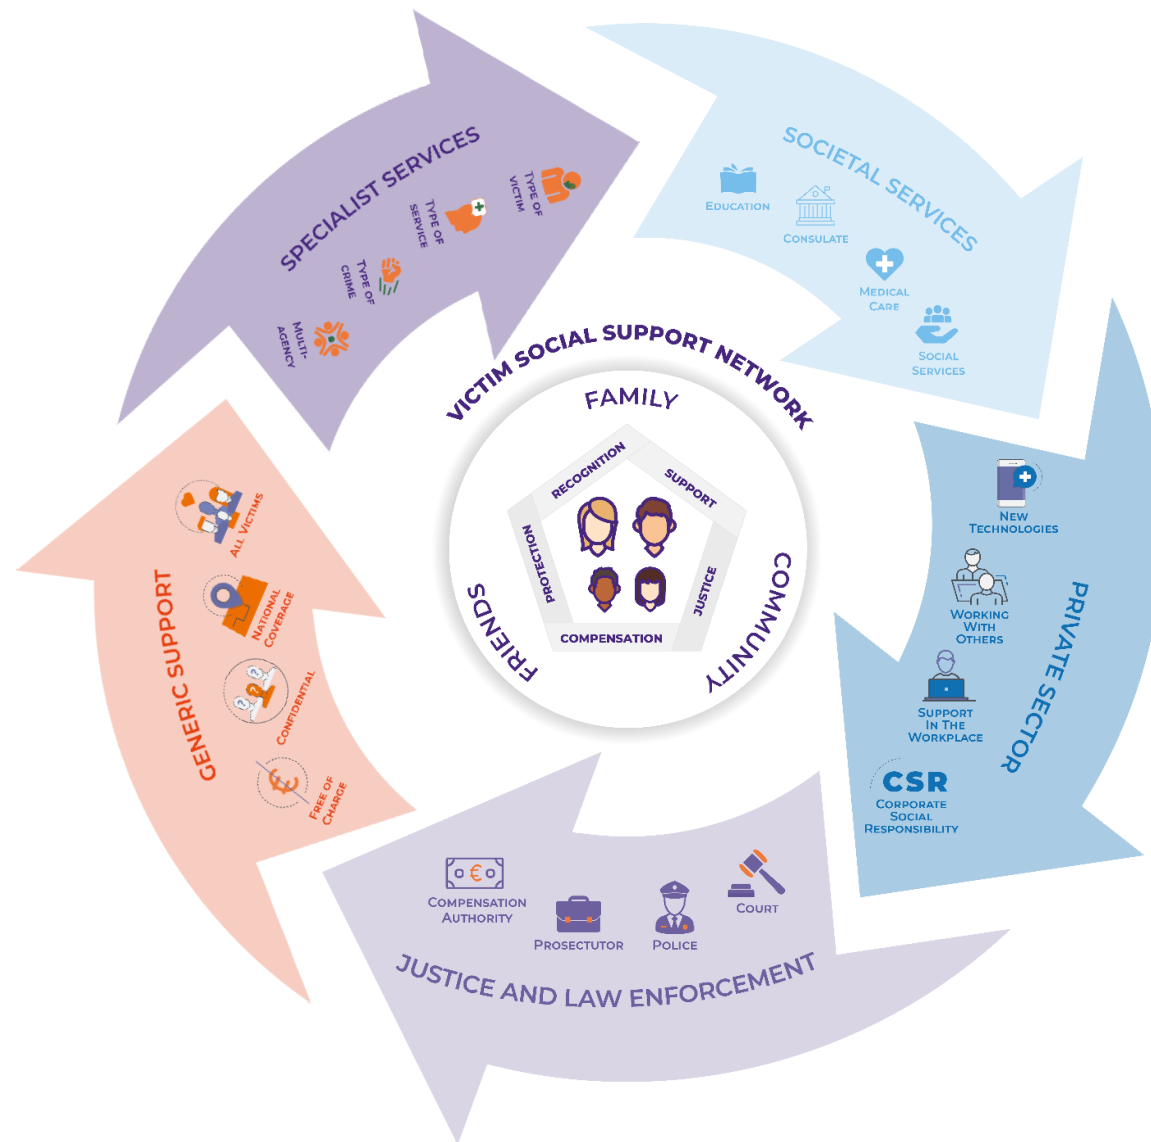 SPECIALIST SERVICES
TYPE OF
VICTIM
TYPE OF
SERVICE
TYPE OF
CRIME
MULTI-
AGENCY
SOCIETAL SERVICES
EDUCATION
CONSULATE
MEDICAL
CARE
SOCIAL
SERVICES
PRIVATE SECTOR
NEW
TECHNOLOGIES
WORKING
WITH
OTHERS
SUPPORT
IN THE
WORKPLACE
CSR
CORPORATE
SOCIAL
RESPONSIBILITY
JUSTICE AND LAW ENFORCEMENT
COURT
POLICE
PROSECTUTOR
COMPENSATION
AUTHORITY
GENERIC SUPPORT
ALL VICTIMS
NATIONAL
COVERAGE
CONFIDENTIAL
FREE OF
CHARGE
VICTIM SOCIAL SUPPORT NETWORK
FAMILY
COMMUNITY
FRIENDS
RECOGNITION
SUPPORT
JUSTICE
COMPENSATION
PROTECTION